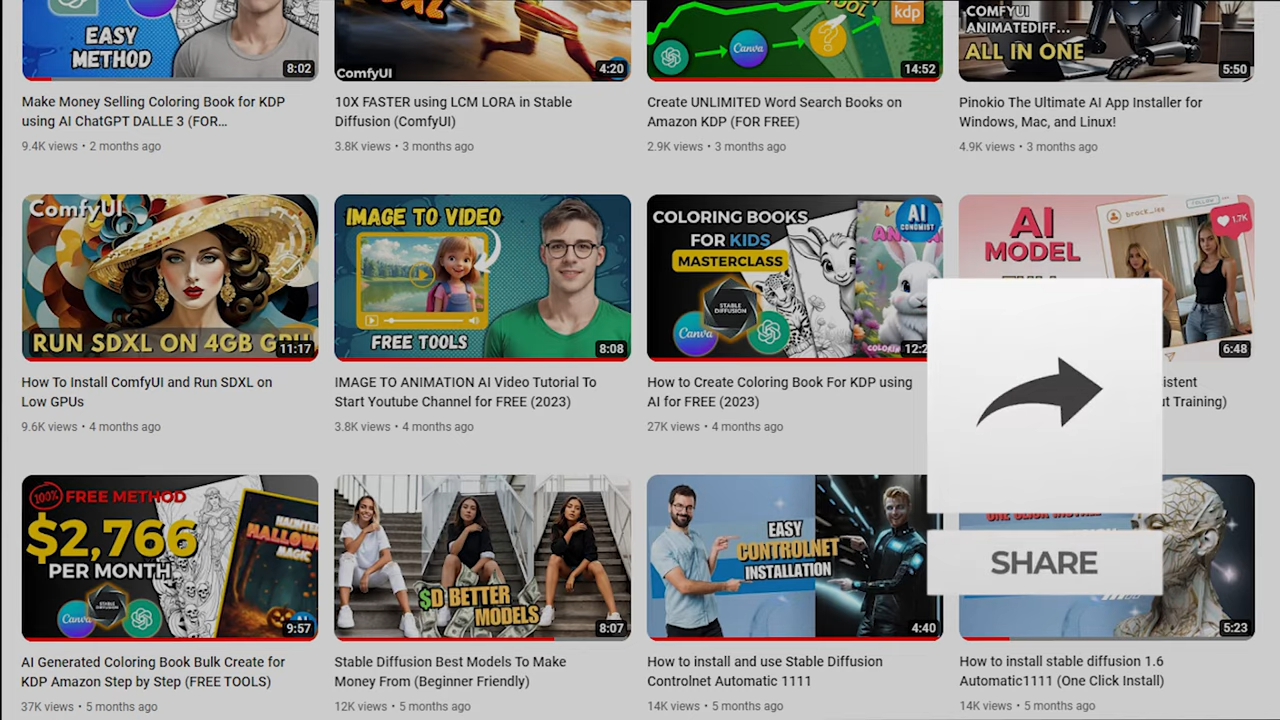 EASY
METHOD
8:02
ComfyUI
4:20
kdp
Canva
14:52
COMFYUI
ANIMATEDIFF...
ALL IN ONE
5:50
Make Money Selling Coloring Book for KDP
using AI ChatGPT DALLE 3 (FOR...
9.4K views • 2 months ago
10X FASTER using LCM LORA in Stable
Diffusion (ComfyUI)
3.8K views • 3 months ago
Create UNLIMITED Word Search Books on
Amazon KDP (FOR FREE)
2.9K views • 3 months ago
Pinokio The Ultimate AI App Installer for
Windows, Mac, and Linux!
4.9K views • 3 months ago
ComfyUI
RUN SDXL ON 4GB GPU
11:17
IMAGE TO VIDEO
FREE TOOLS
8:08
COLORING BOOKS
FOR KIDS
MASTERCLASS
STABLE
DIFFUSION
Canva
AI
CONOMIST
AI
MODEL
FOLLOW
brock_lee
1.7K
6:48
How To Install ComfyUI and Run SDXL on
Low GPUs
9.6K views • 4 months ago
IMAGE TO ANIMATION AI Video Tutorial To
Start Youtube Channel for FREE (2023)
3.8K views • 4 months ago
How to Create Coloring Book For KDP using
AI for FREE (2023)
27K views • 4 months ago
Training)
SHARE
100% FREE METHOD
$2,766
PER MONTH
STABLE
DIFFUSION
Canva
9:57
$D BETTER
MODELS
8:07
EASY
CONTROLNET
INSTALLATION
4:40
5:23
AI Generated Coloring Book Bulk Create for
KDP Amazon Step by Step (FREE TOOLS)
37K views • 5 months ago
Stable Diffusion Best Models To Make
Money From (Beginner Friendly)
12K views • 5 months ago
How to install and use Stable Diffusion
Controlnet Automatic 1111
14K views • 5 months ago
How to install stable diffusion 1.6
Automatic1111 (One Click Install)
14K views • 5 months ago